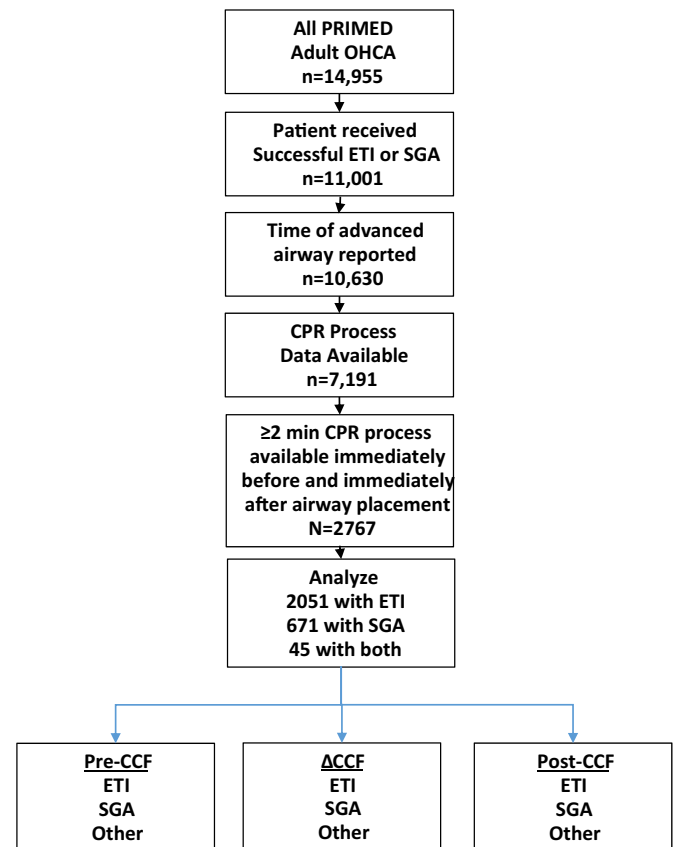 All PRIMED
Adult OHCA
n=14,955
Patient received
Successful ETI or SGA
n=11,001
Time of advanced
airway reported
n=10,630
CPR Process
Data Available
n=7,191
≥2 min CPR process
available immediately
before and immediately
after airway placement
N=2767
Analyze
2051 with ETI
671 with SGA
45 with both
Pre-CCF
ETI
SGA
Other
ΔCCF
ETI
SGA
Other
Post-CCF
ETI
SGA
Other